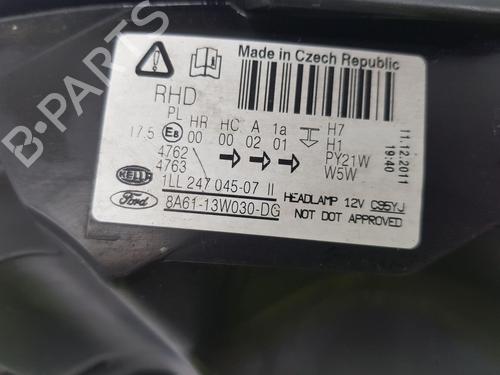 B-PARTS
Made in Czech Republic
RHD
PL HR HC A 1a H7
17.5 E8 00 00 02 01 H1
4762 PY21W
4763 W5W
11.12.2011
19:40
HELLA
1LL 247 045-07 II
HEADLAMP 12V C95YJ
Ford
8A61-13W030-DG
NOT DOT APPROVED